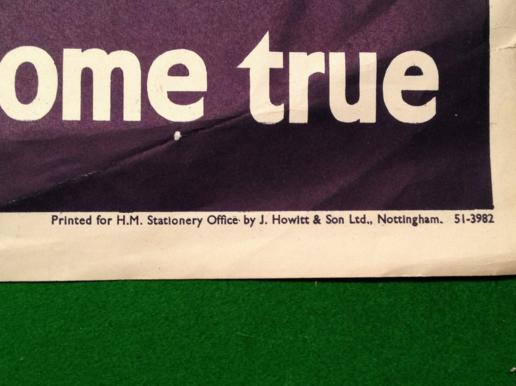 ome true
Printed for H.M. Stationery Office by J. Howitt & Son Ltd., Nottingham. 51-3982